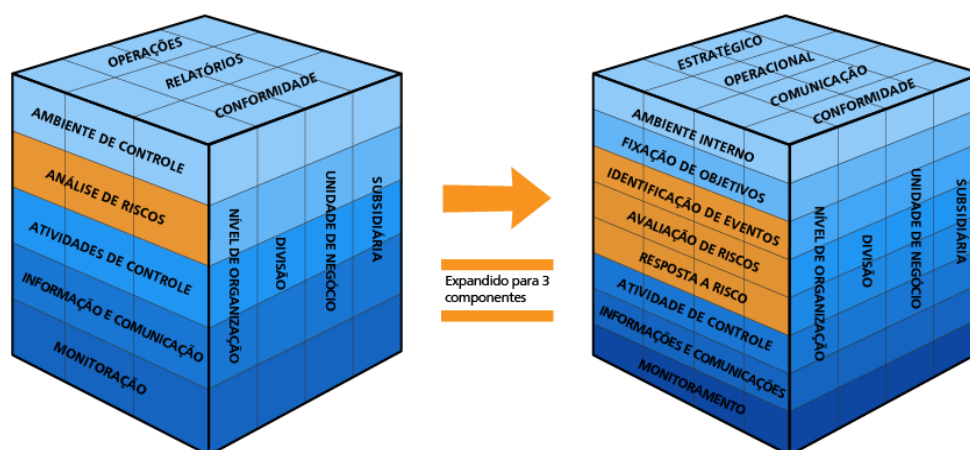 OPERAÇÕES
RELATÓRIOS
CONFORMIDADE
AMBIENTE DE CONTROLE
ANÁLISE DE RISCOS
ATIVIDADES DE CONTROLE
INFORMAÇÃO E COMUNICAÇÃO
MONITORAÇÃO
NÍVEL DE ORGANIZAÇÃO
DIVISÃO
UNIDADE DE NEGÓCIO
SUBSIDIÁRIA
Expandido para 3
componentes
ESTRATÉGICO
OPERACIONAL
COMUNICAÇÃO
CONFORMIDADE
AMBIENTE INTERNO
FIXAÇÃO DE OBJETIVOS
IDENTIFICAÇÃO DE EVENTOS
AVALIAÇÃO DE RISCOS
RESPOSTA A RISCO
ATIVIDADE DE CONTROLE
INFORMAÇÕES E COMUNICAÇÕES
MONITORAMENTO
NÍVEL DE ORGANIZAÇÃO
DIVISÃO
UNIDADE DE NEGÓCIO
SUBSIDIÁRIA